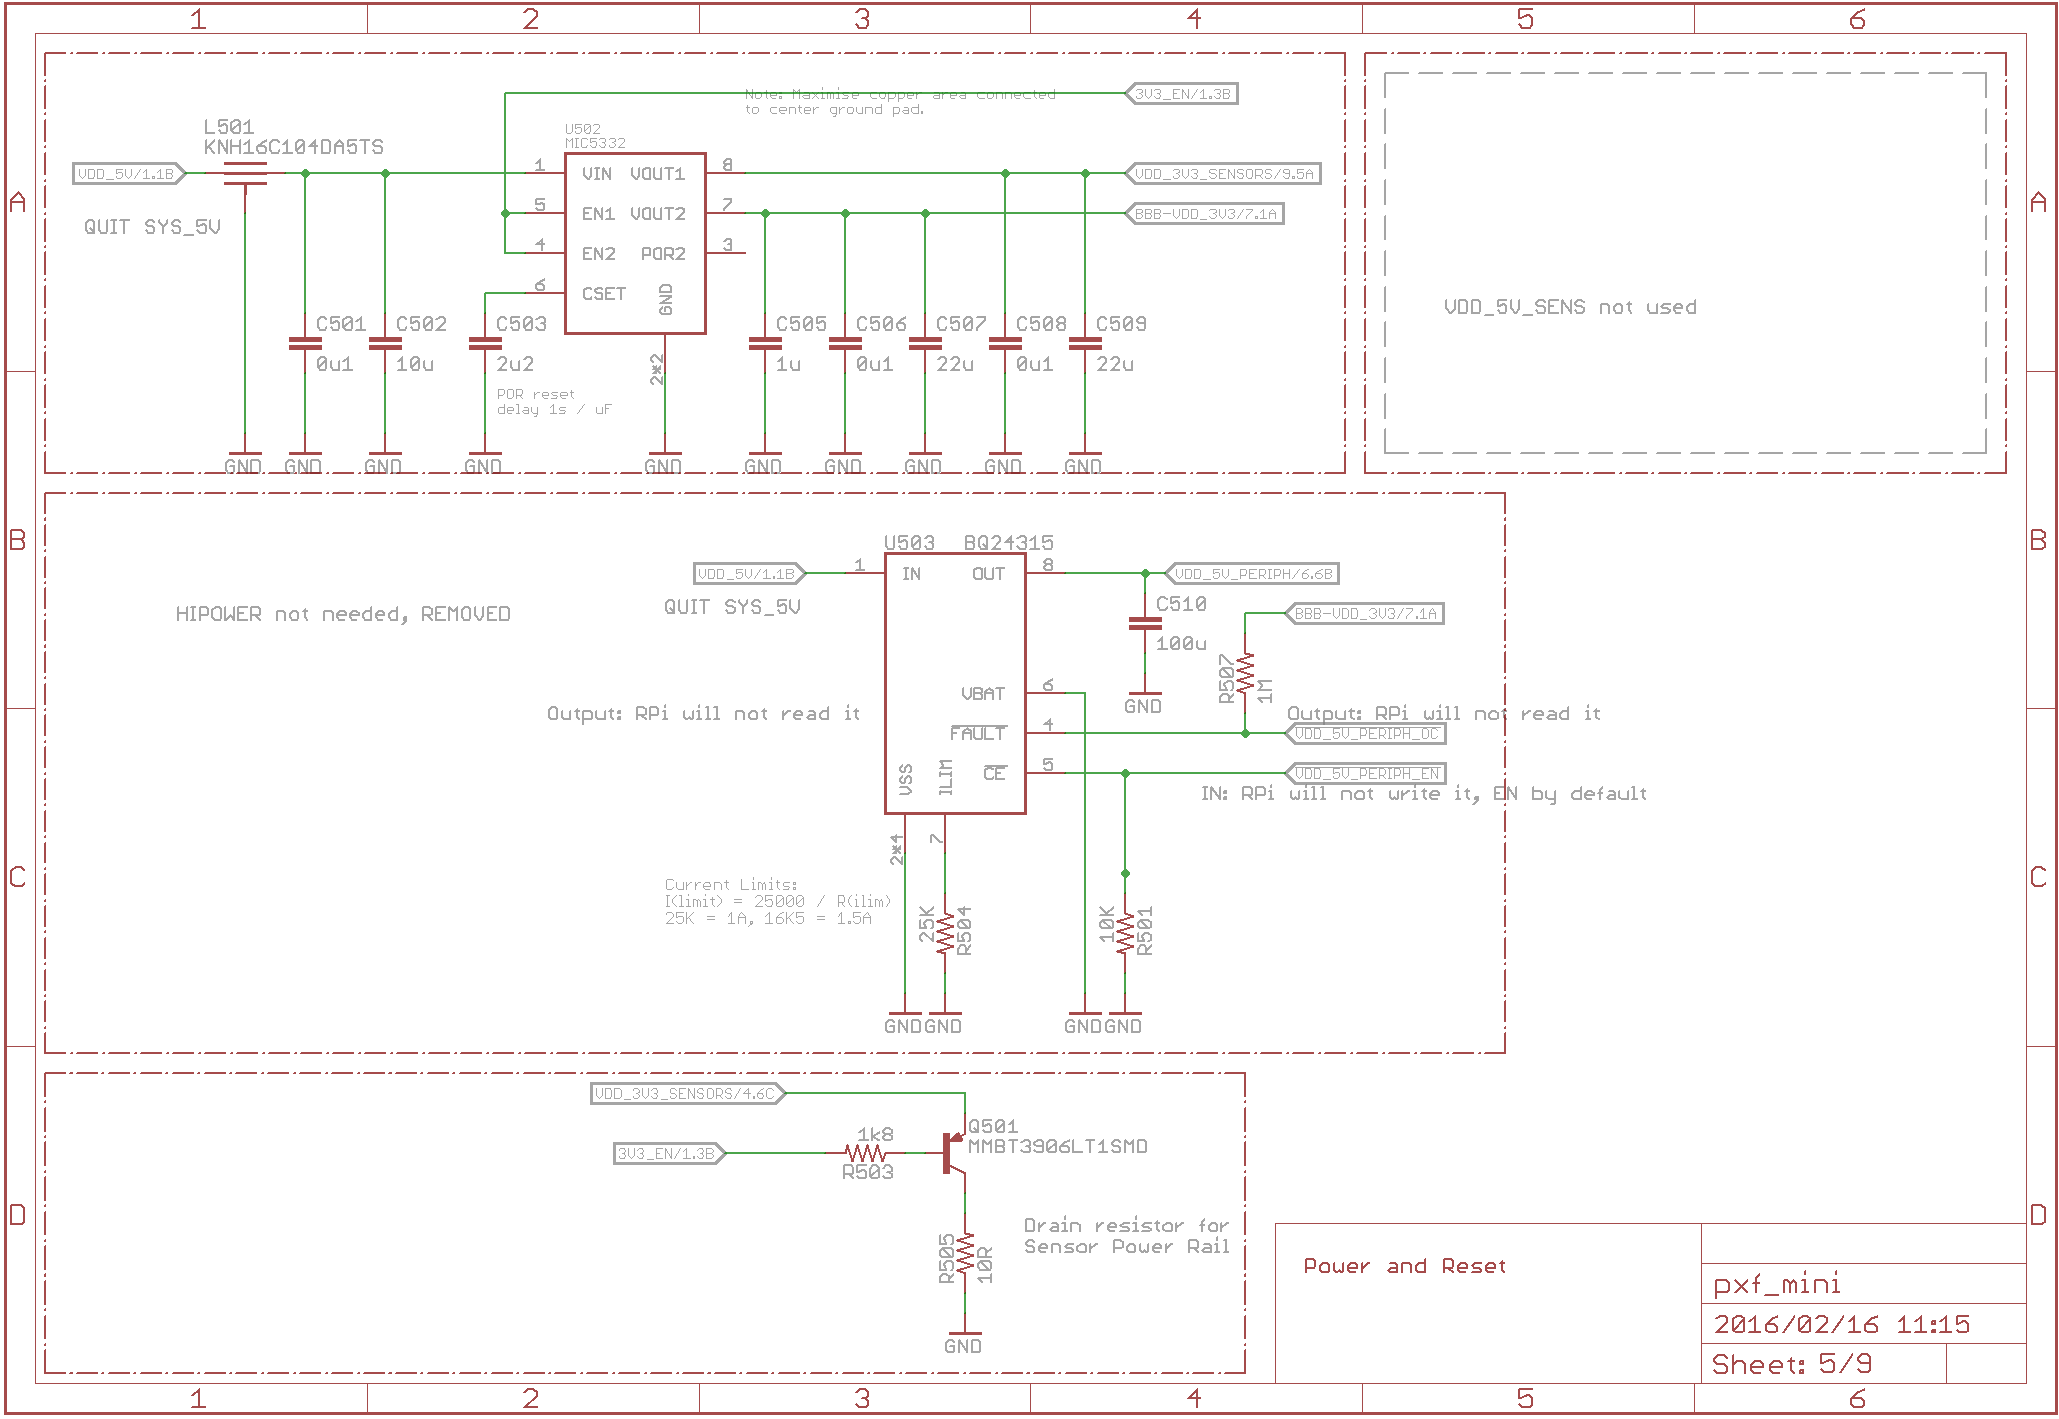 1 2 3 4 5 6
A
Note: Maximise copper area connected
to center ground pad.
3V3_EN/1.3B
L501
KNH16C104DA5TS
VDD_5V/1.1B
QUIT SYS_5V
U502
MIC5332
1 VIN VOUT1 8
5 EN1 VOUT2 7
4 EN2 POR2 3
6 CSET
GND
2*2
VDD_3V3_SENSORS/9.5A
BBB-VDD_3V3/7.1A
C501 C502 C503 C505 C506 C507 C508 C509
0u1 10u 2u2 1u 0u1 22u 0u1 22u
POR reset
delay 1s / uF
GND GND GND GND GND GND GND GND GND GND
VDD_5V_SENS not used
A
B
HIPOWER not needed, REMOVED
VDD_5V/1.1B
QUIT SYS_5V
U503 BQ24315
1 IN OUT 8
VBAT 6
FAULT 4
CE 5
VSS
ILIM
2*4
7
VDD_5V_PERIPH/6.6B
C510
100u
GND
BBB-VDD_3V3/7.1A
R507
1M
Output: RPi will not read it
Output: RPi will not read it
VDD_5V_PERIPH_OC
VDD_5V_PERIPH_EN
IN: RPi will not write it, EN by default
B
C
Current Limits:
I(limit) = 25000 / R(ilim)
25K = 1A, 16K5 = 1.5A
25K
R504
10K
R501
GND GND GND GND
C
D
VDD_3V3_SENSORS/4.6C
3V3_EN/1.3B
1k8
R503
Q501
MMBT3906LT1SMD
R505
10R
Drain resistor for
Sensor Power Rail
GND
D
Power and Reset
pxf_mini
2016/02/16 11:15
Sheet: 5/9
1 2 3 4 5 6